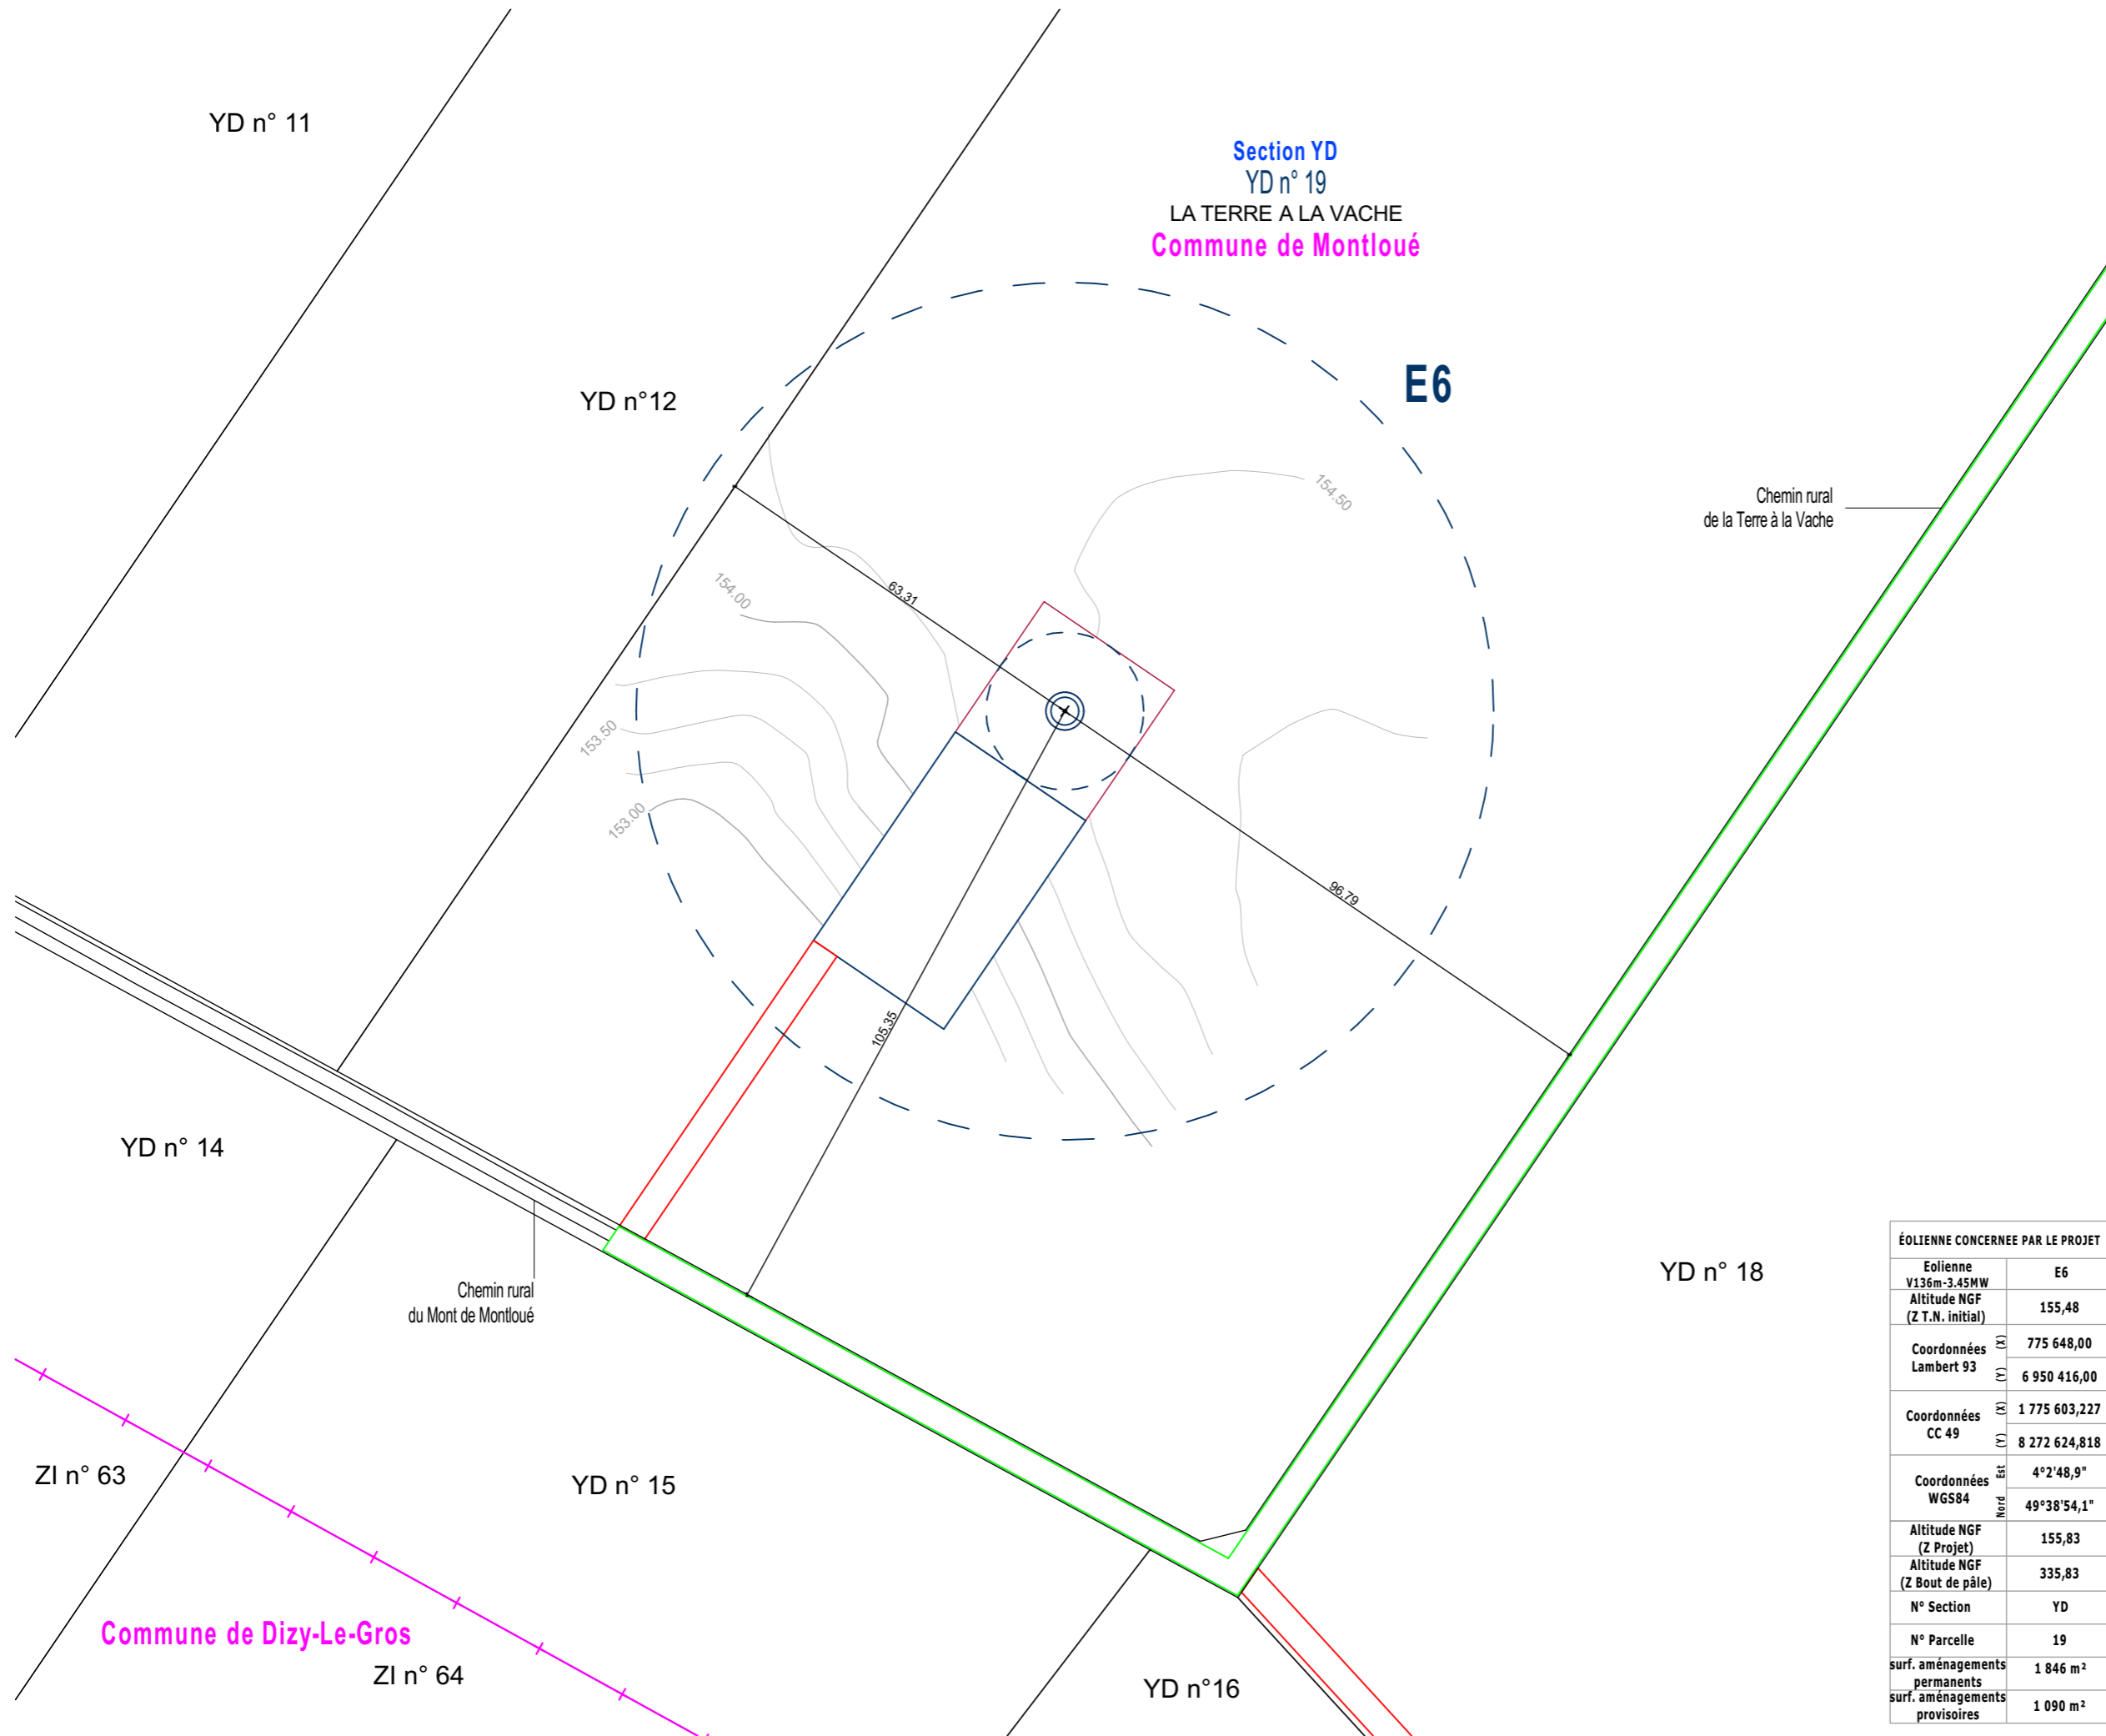 YD n° 11
Section YD
YD n° 19
LA TERRE A LA VACHE
Commune de Montloué
E6
YD n°12
154.50
Chemin rural
de la Terre à la Vache
63,31
154.00
153.50
153.00
96,79
105,35
YD n° 14
Chemin rural
du Mont de Montloué
YD n° 18
ZI n° 63
YD n° 15
Commune de Dizy-Le-Gros
ZI n° 64
YD n°16
ÉOLIENNE CONCERNEE PAR LE PROJET
Eolienne
V136m-3.45MW
E6
Altitude NGF
(Z T.N. initial)
155,48
Coordonnées
Lambert 93
(X)
775 648,00
(Y)
6 950 416,00
Coordonnées
CC 49
(X)
1 775 603,227
(Y)
8 272 624,818
Coordonnées
WGS84
Est
4°2'48,9"
Nord
49°38'54,1"
Altitude NGF
(Z Projet)
155,83
Altitude NGF
(Z Bout de pâle)
335,83
N° Section
YD
N° Parcelle
19
surf. aménagements
permanents
1 846 m²
surf. aménagements
provisoires
1 090 m²